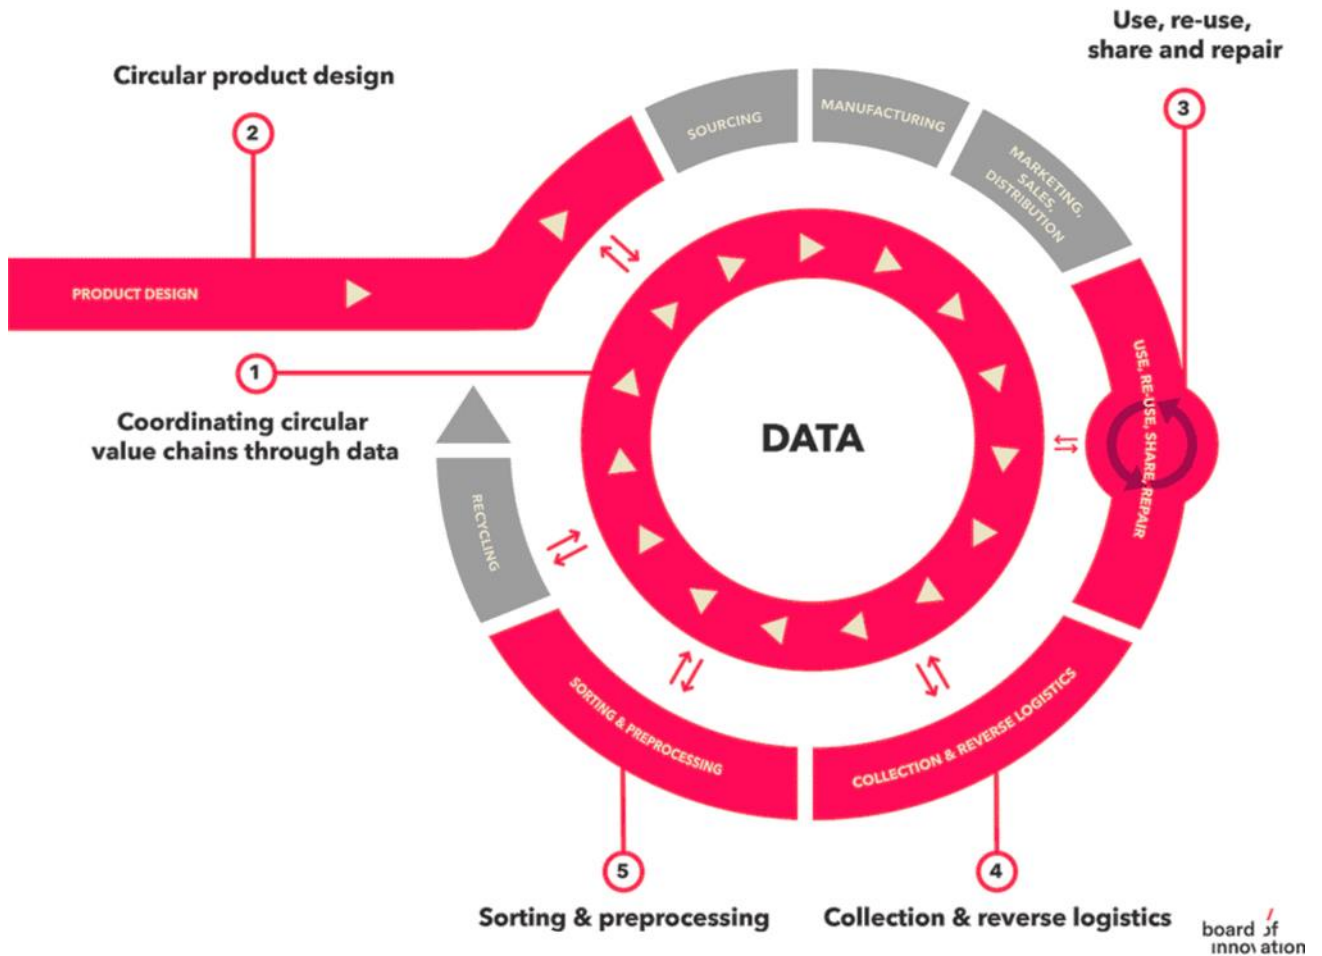 Use, re-use,
share and repair
3
Circular product design
2
SOURCING
MANUFACTURING
MARKETING,
SALES,
DISTRIBUTION
PRODUCT DESIGN
1
Coordinating circular
value chains through data
DATA
USE, RE-USE, SHARE, REPAIR
RECYCLING
SORTING & PREPROCESSING
COLLECTION & REVERSE LOGISTICS
5
4
Sorting & preprocessing
Collection & reverse logistics
board of
innovation